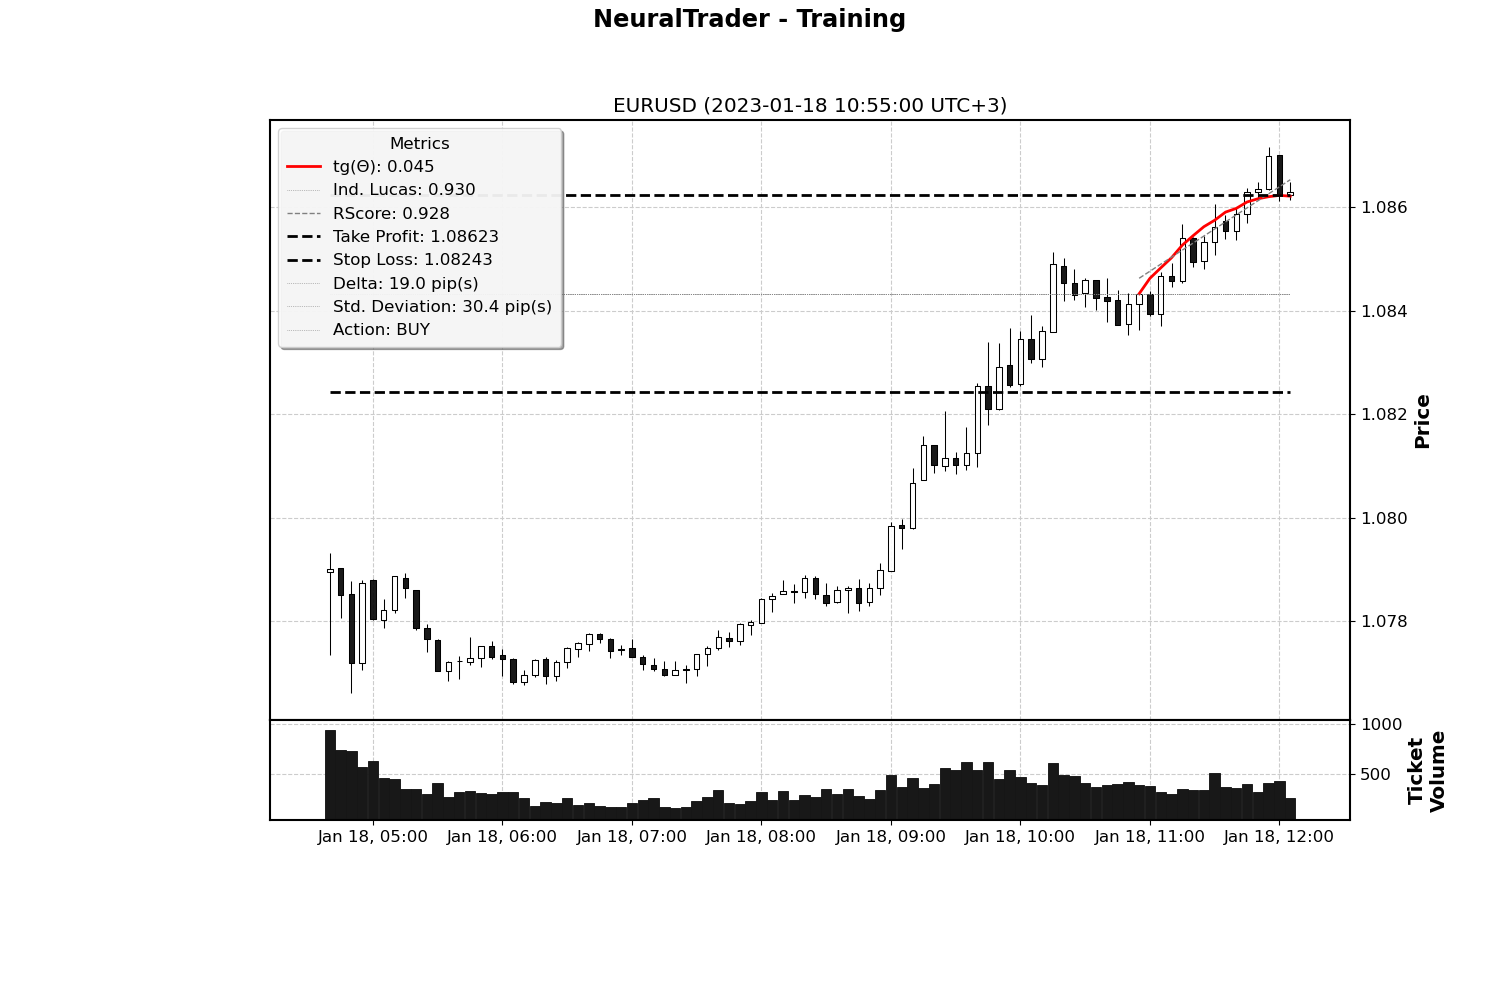 NeuralTrader - Training
EURUSD (2023-01-18 10:55:00 UTC+3)
Metrics
tg(Θ): 0.045
Ind. Lucas: 0.930
RScore: 0.928
Take Profit: 1.08623
Stop Loss: 1.08243
Delta: 19.0 pip(s)
Std. Deviation: 30.4 pip(s)
Action: BUY
1.086
1.084
1.082
1.080
1.078
Price
1000
500
Ticket
Volume
Jan 18, 05:00
Jan 18, 06:00
Jan 18, 07:00
Jan 18, 08:00
Jan 18, 09:00
Jan 18, 10:00
Jan 18, 11:00
Jan 18, 12:00